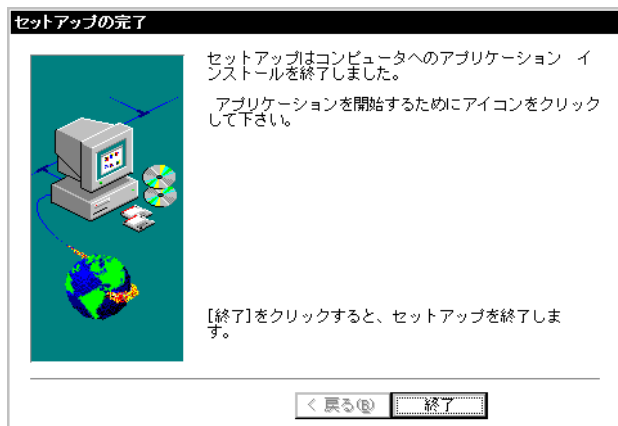 セットアップの完了
セットアップはコンピュータへのアプリケーション　イ
ンストールを終了しました。
アプリケーションを開始するためにアイコンをクリック
して下さい。
[終了]をクリックすると、セットアップを終了しま
す。
< 戻る(B)
終了